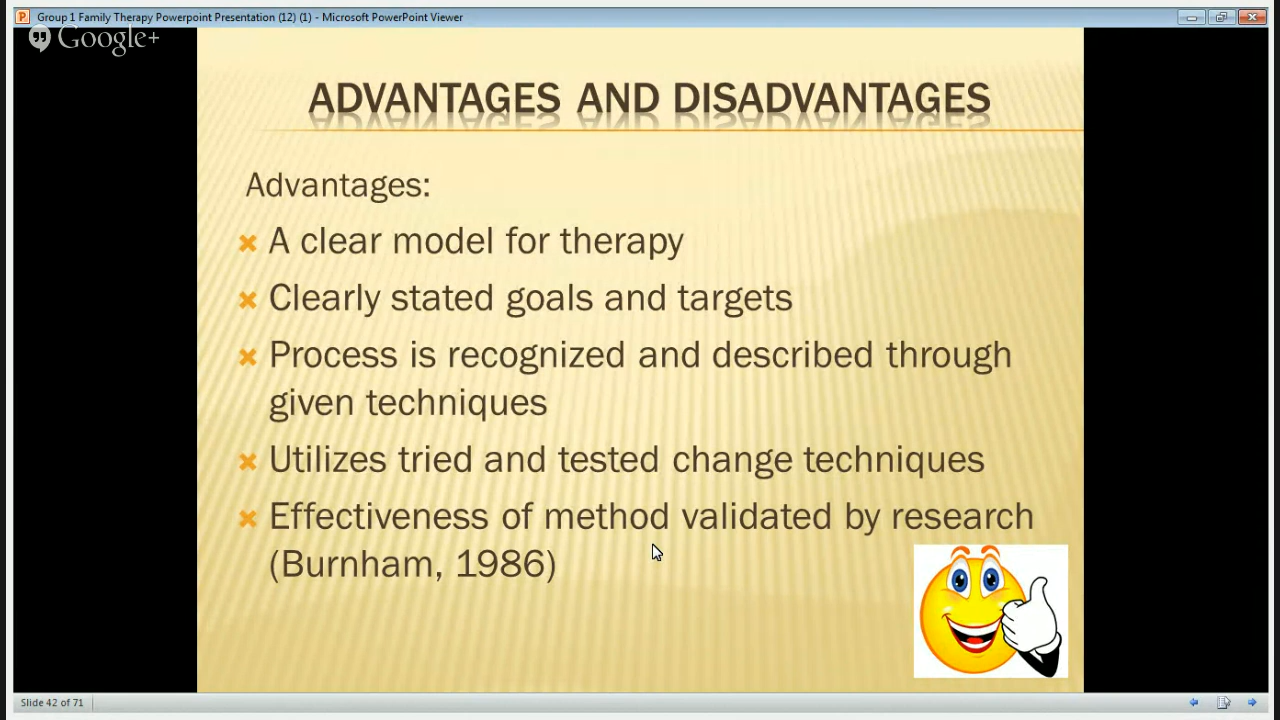 Group 1 Family Therapy Powerpoint Presentation (12) (1) - Microsoft PowerPoint Viewer
Google+
ADVANTAGES AND DISADVANTAGES
Advantages:
A clear model for therapy
Clearly stated goals and targets
Process is recognized and described through
given techniques
Utilizes tried and tested change techniques
Effectiveness of method validated by research
(Burnham, 1986)
Slide 42 of 71